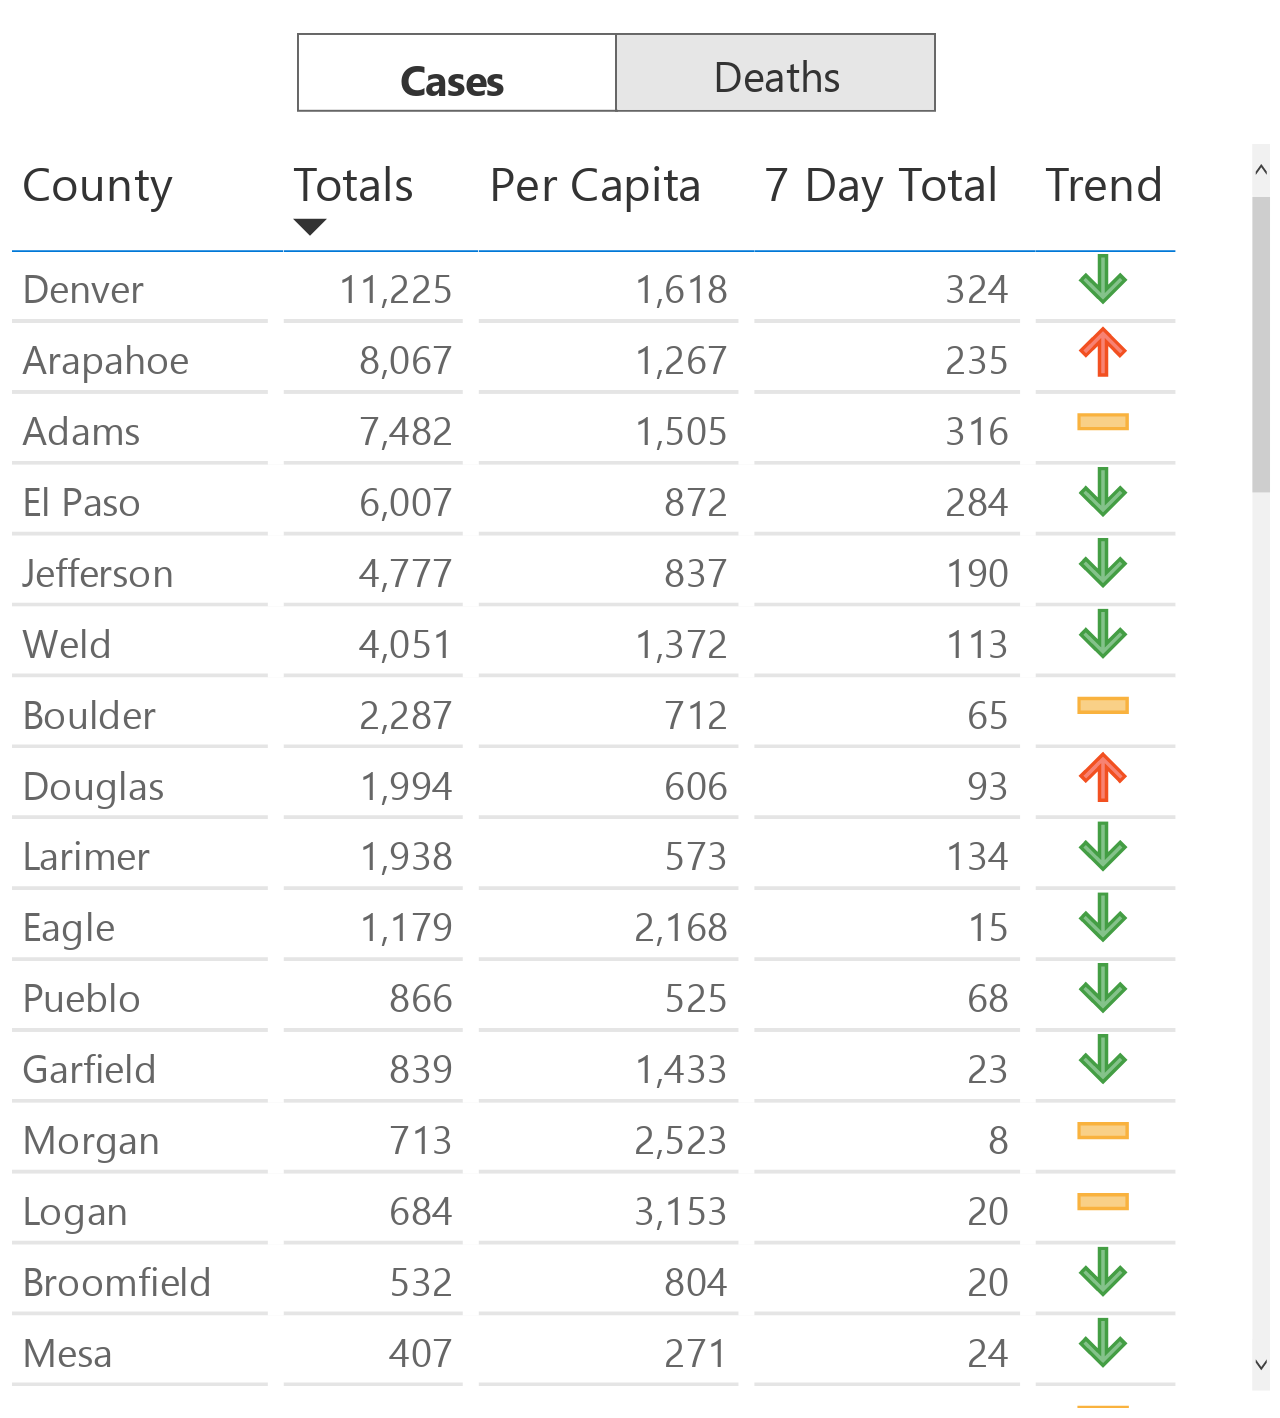 Cases Deaths
County Totals Per Capita 7 Day Total Trend
Denver 11,225 1,618 324
Arapahoe 8,067 1,267 235
Adams 7,482 1,505 316
El Paso 6,007 872 284
Jefferson 4,777 837 190
Weld 4,051 1,372 113
Boulder 2,287 712 65
Douglas 1,994 606 93
Larimer 1,938 573 134
Eagle 1,179 2,168 15
Pueblo 866 525 68
Garfield 839 1,433 23
Morgan 713 2,523 8
Logan 684 3,153 20
Broomfield 532 804 20
Mesa 407 271 24